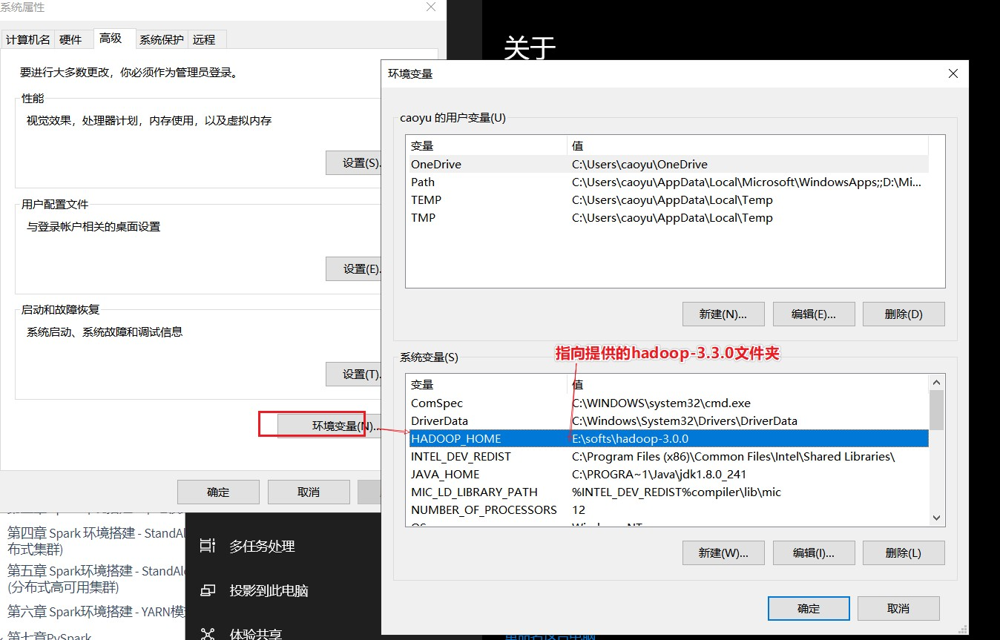 系统属性
计算机名 硬件 高级 系统保护 远程
要进行大多数更改，你必须作为管理员登录。
性能
视觉效果，处理器计划，内存使用，以及虚拟内存
设置(S)...
用户配置文件
与登录帐户相关的桌面设置
设置(E)...
启动和故障恢复
系统启动、系统故障和调试信息
设置(T)...
环境变量(N)...
确定 取消
第四章 Spark 环境搭建 - StandAl
布式集群)
第五章 Spark环境搭建 - StandAl
(分布式高可用集群)
第六章 Spark环境搭建 - YARN模
第七章PySpark
多任务处理
投影到此电脑
体验共享
关于
环境变量
caoyu 的用户变量(U)
变量 值
OneDrive C:\Users\caoyu\OneDrive
Path C:\Users\caoyu\AppData\Local\Microsoft\WindowsApps;;D:\Mi...
TEMP C:\Users\caoyu\AppData\Local\Temp
TMP C:\Users\caoyu\AppData\Local\Temp
新建(N)... 编辑(E)... 删除(D)
指向提供的hadoop-3.3.0文件夹
系统变量(S)
变量 值
ComSpec C:\WINDOWS\system32\cmd.exe
DriverData C:\Windows\System32\Drivers\DriverData
HADOOP_HOME E:\softs\hadoop-3.0.0
INTEL_DEV_REDIST C:\Program Files (x86)\Common Files\Intel\Shared Libraries\
JAVA_HOME C:\PROGRA~1\Java\jdk1.8.0_241
MIC_LD_LIBRARY_PATH %INTEL_DEV_REDIST%compiler\lib\mic
NUMBER_OF_PROCESSORS 12
OS Windows_NT
新建(W)... 编辑(I)... 删除(L)
确定 取消